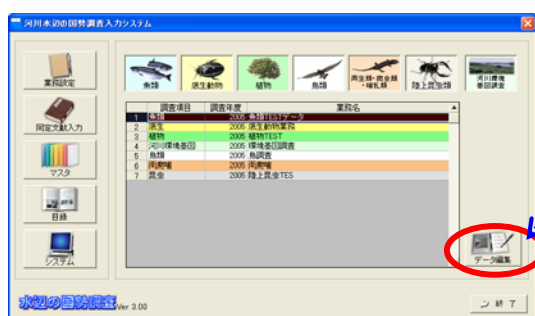 河川水辺の国勢調査入力システム
業務設定
同定文献入力
マスタ
目録
システム
魚類
底生動物
植物
鳥類
両生類・爬虫類・哺乳類
陸上昆虫類
河川環境基図調査
調査項目 調査年度 業務名
1 魚類 2005 魚類TESTデータ
2 底生 2005 底生動物業務
3 植物 2005 植物TEST
4 河川環境基図 2005 環境基図調査
5 鳥類 2005 鳥調査
6 両爬哺 2005 両爬哺
7 昆虫 2005 陸上昆虫TES
データ編集
水辺の国勢調査 Ver 3.00
終 了